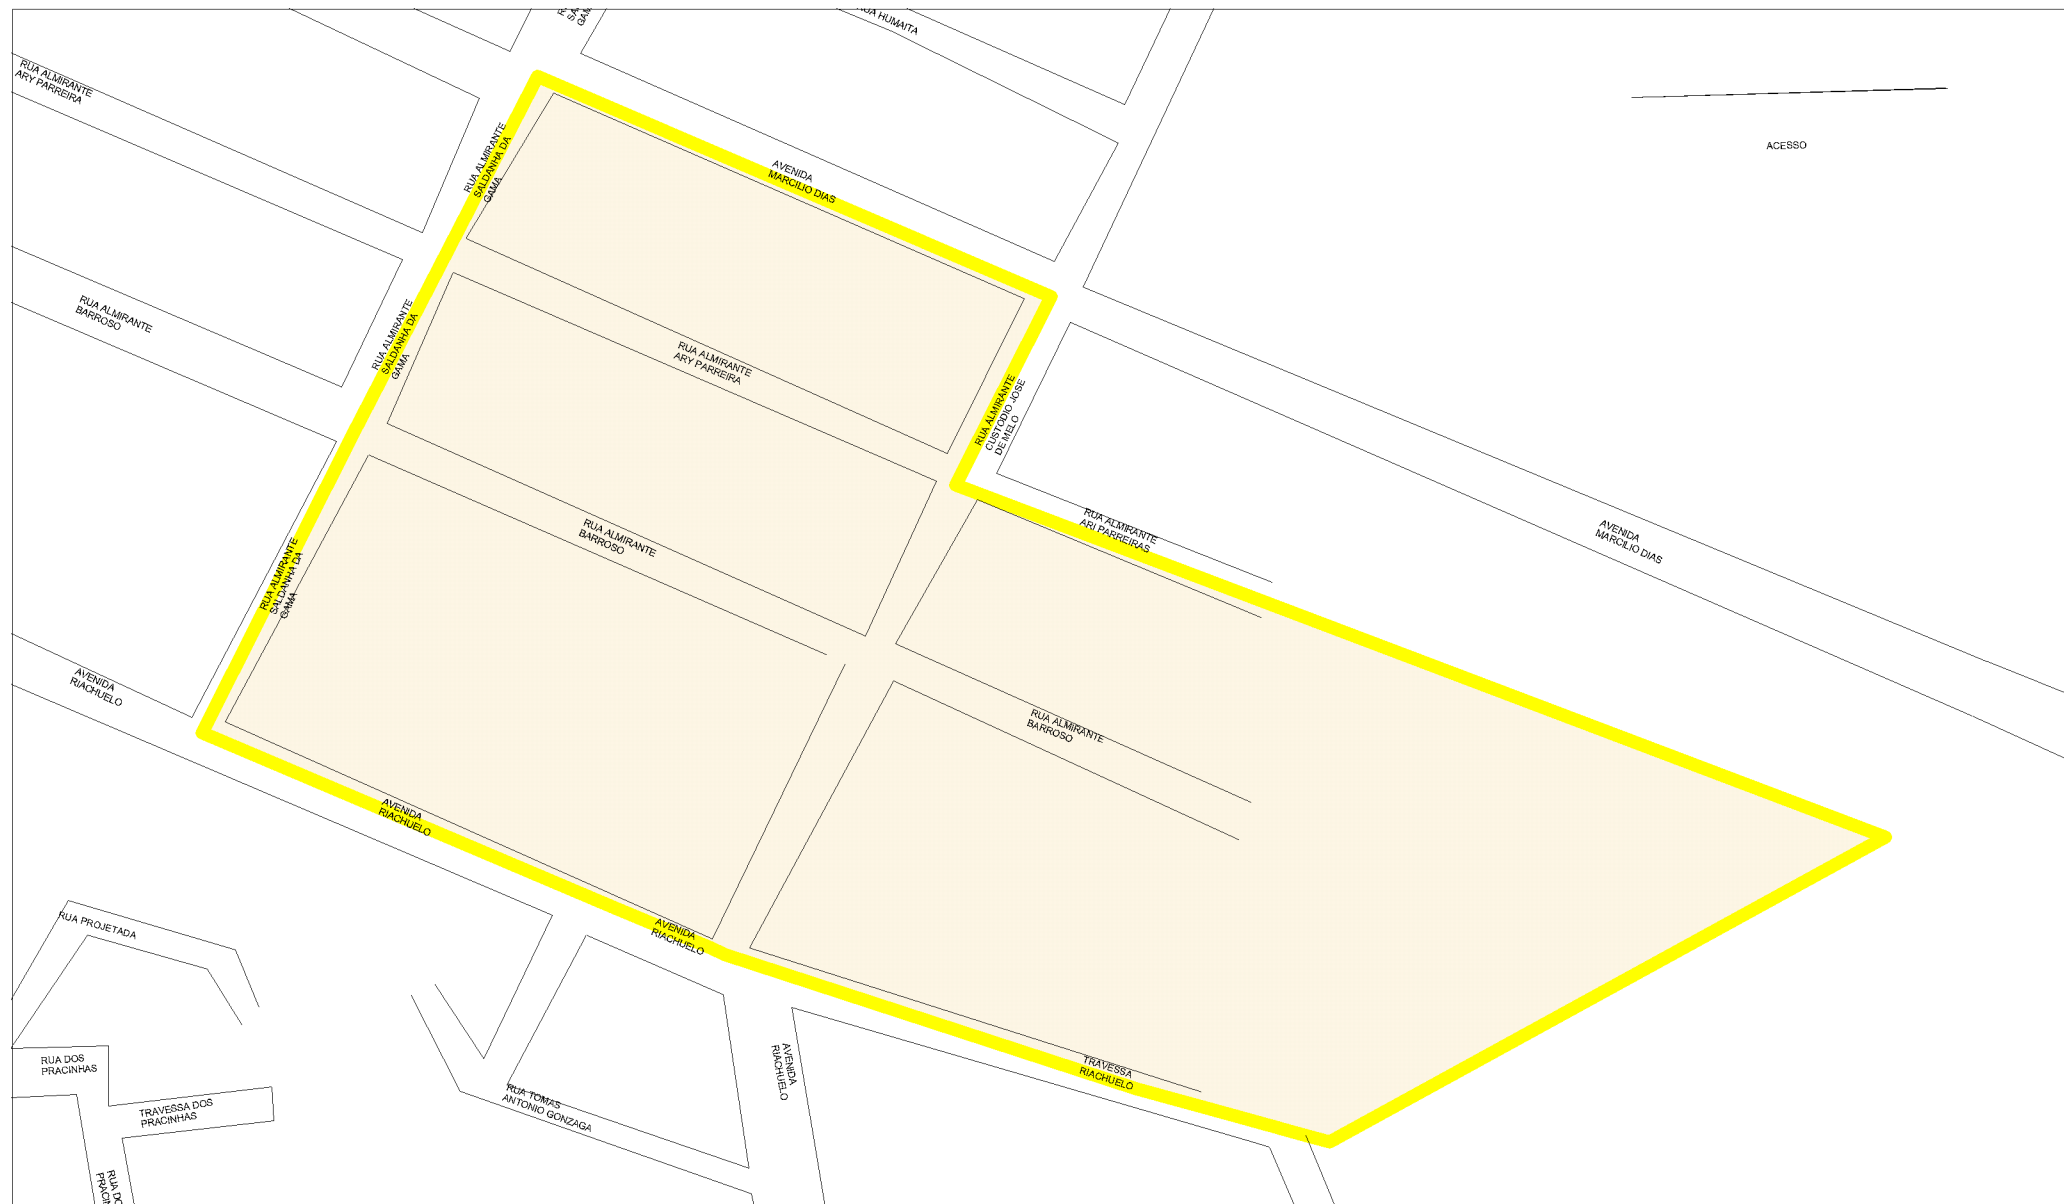 RUA HUMAITA
RUA ALMIRANTE
ARY PARREIRA
ACESSO
RUA ALMIRANTE
SALDANHA DA
GAMA
AVENIDA
MARCILIO DIAS
RUA ALMIRANTE
BARROSO
RUA ALMIRANTE
SALDANHA DA
GAMA
RUA ALMIRANTE
ARY PARREIRA
RUA ALMIRANTE
CUSTODIO JOSE
DE MELO
RUA ALMIRANTE
BARROSO
RUA ALMIRANTE
ARI PARREIRAS
AVENIDA
MARCILIO DIAS
RUA ALMIRANTE
SALDANHA DA
GAMA
AVENIDA
RIACHUELO
RUA ALMIRANTE
BARROSO
AVENIDA
RIACHUELO
RUA PROJETADA
AVENIDA
RIACHUELO
RUA DOS
PRACINHAS
AVENIDA
RIACHUELO
TRAVESSA
RIACHUELO
TRAVESSA DOS
PRACINHAS
RUA TOMAS
ANTONIO GONZAGA